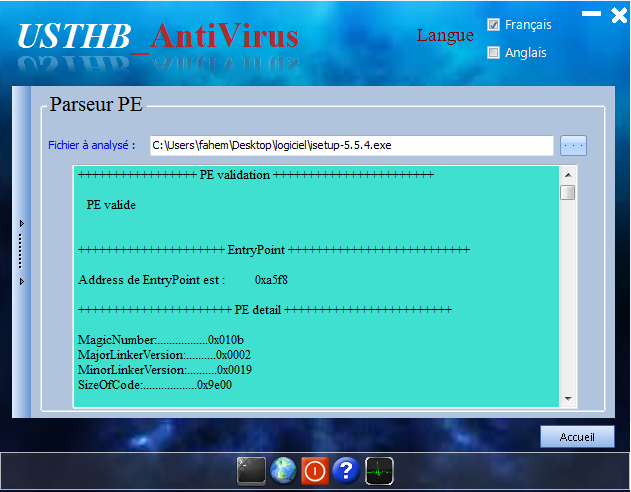 USTHB_AntiVirus
Langue
Français
Anglais
Parseur PE
Fichier à analysé :
C:\Users\fahem\Desktop\logiciel\isetup-5.5.4.exe
...
+++++++++++++++++ PE validation +++++++++++++++++++++++
PE valide
+++++++++++++++++++++ EntryPoint ++++++++++++++++++++++++++
Address de EntryPoint est : 0xa5f8
++++++++++++++++++++++ PE detail ++++++++++++++++++++++++
MagicNumber:.................0x010b
MajorLinkerVersion:..........0x0002
MinorLinkerVersion:..........0x0019
SizeOfCode:..................0x9e00
Accueil